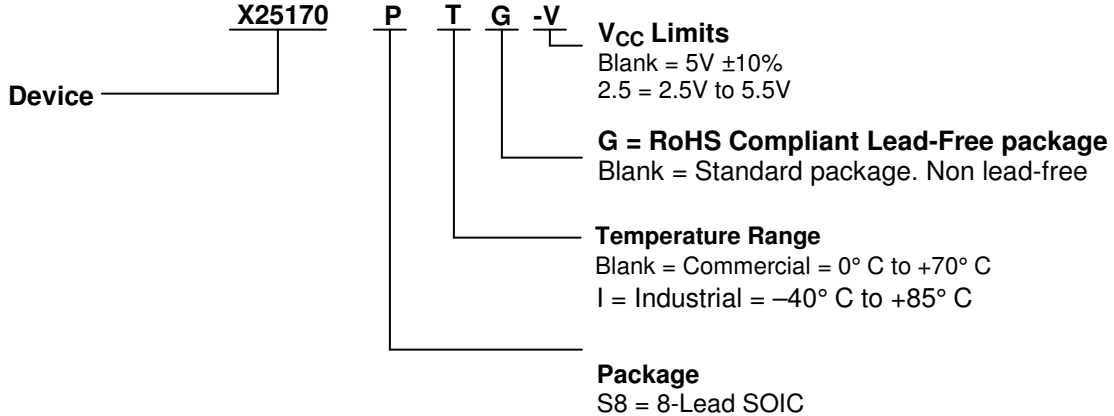 X25170 P T G -V
Device
VCC Limits
Blank = 5V ±10%
2.5 = 2.5V to 5.5V
G = RoHS Compliant Lead-Free package
Blank = Standard package. Non lead-free
Temperature Range
Blank = Commercial = 0° C to +70° C
I = Industrial = –40° C to +85° C
Package
S8 = 8-Lead SOIC